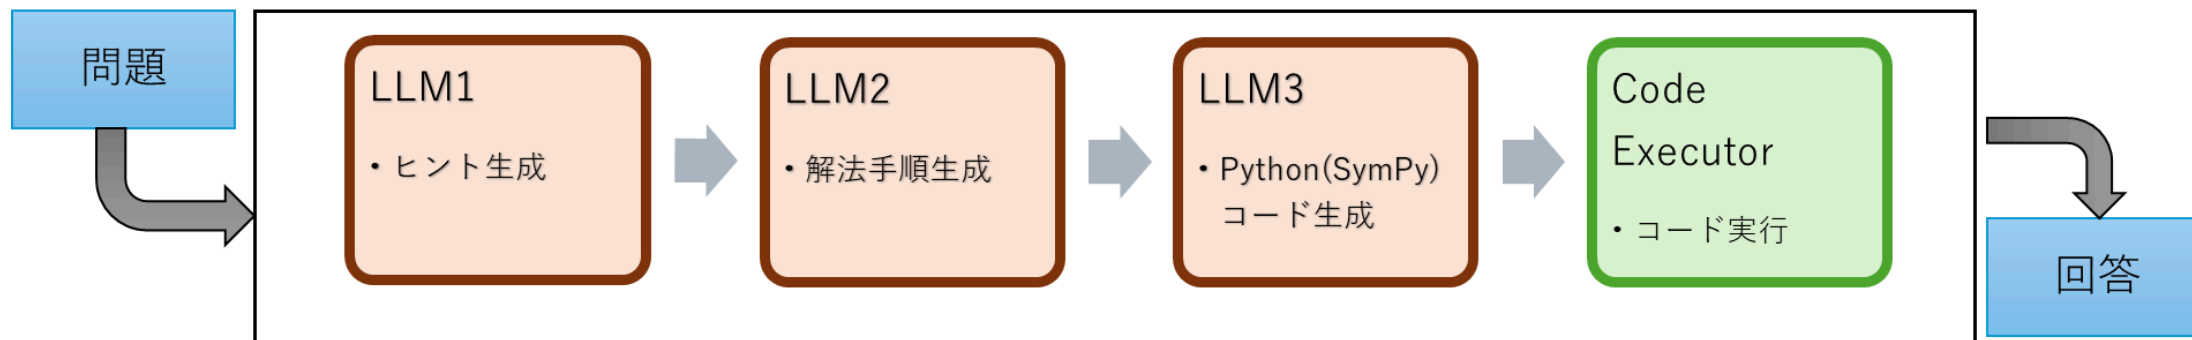 問題
LLM1
・ヒント生成
LLM2
・解法手順生成
LLM3
・Python(SymPy)
コード生成
Code
Executor
・コード実行
回答